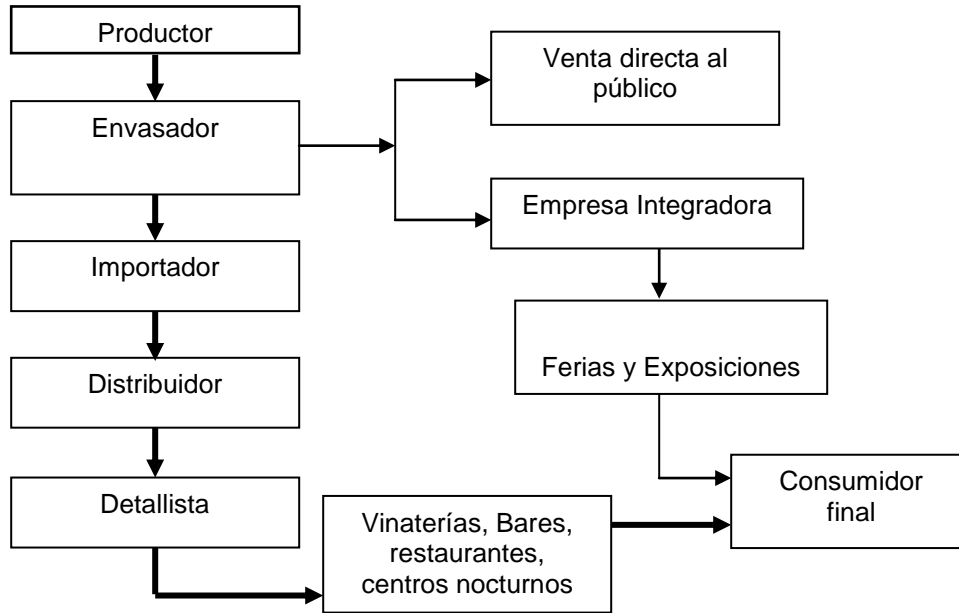 Productor
Venta directa al
público
Envasador
Empresa Integradora
Importador
Ferias y Exposiciones
Distribuidor
Consumidor
final
Detallista
Vinaterías, Bares,
restaurantes,
centros nocturnos